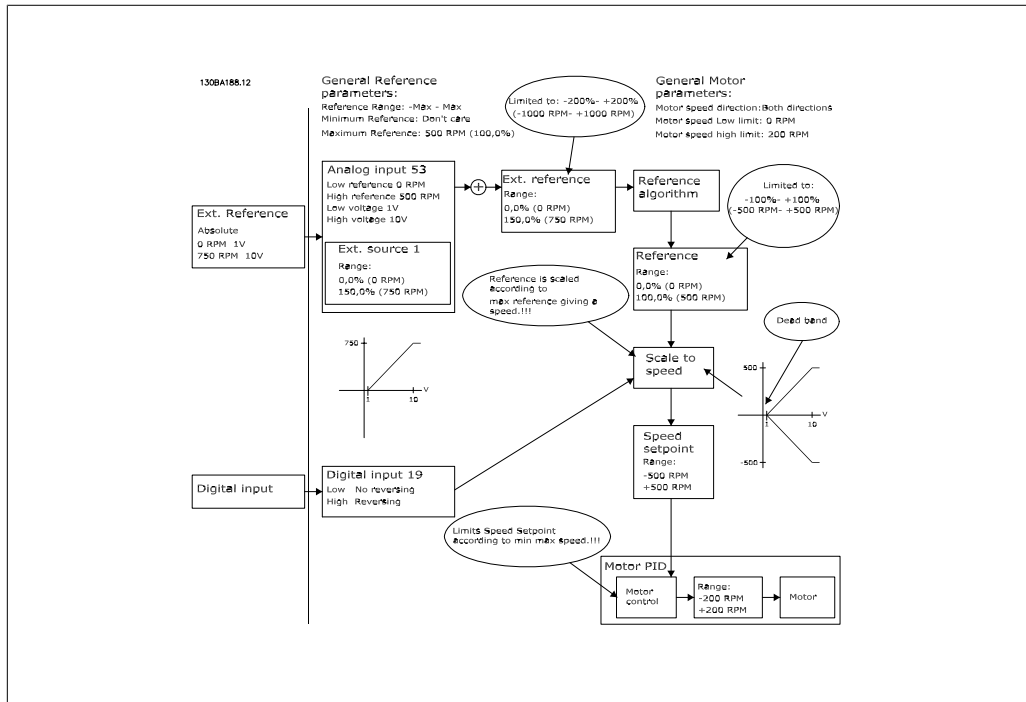 130BA188.12
General Reference
parameters:
Reference Range: -Max - Max
Minimum Reference: Don't care
Maximum Reference: 500 RPM (100,0%)
Limited to: -200%- +200%
(-1000 RPM- +1000 RPM)
General Motor
parameters:
Motor speed direction:Both directions
Motor speed Low limit: 0 RPM
Motor speed high limit: 200 RPM
Ext. Reference
Absolute
0 RPM 1V
750 RPM 10V
Analog input 53
Low reference 0 RPM
High reference 500 RPM
Low voltage 1V
High voltage 10V
Ext. source 1
Range:
0,0% (0 RPM)
150,0% (750 RPM)
Ext. reference
Range:
0,0% (0 RPM)
150,0% (750 RPM)
Reference
algorithm
Limited to:
-100%- +100%
(-500 RPM- +500 RPM)
Reference
Range:
0,0% (0 RPM)
100,0% (500 RPM)
Reference is scaled
according to
max reference giving a
speed.!!!
Dead band
750
V
1
10
Scale to
speed
500
V
1
10
-500
Speed
setpoint
Range:
-500 RPM
+500 RPM
Digital input
Digital input 19
Low No reversing
High Reversing
Limits Speed Setpoint
according to min max speed.!!!
Motor PID
Motor
control
Range:
-200 RPM
+200 RPM
Motor